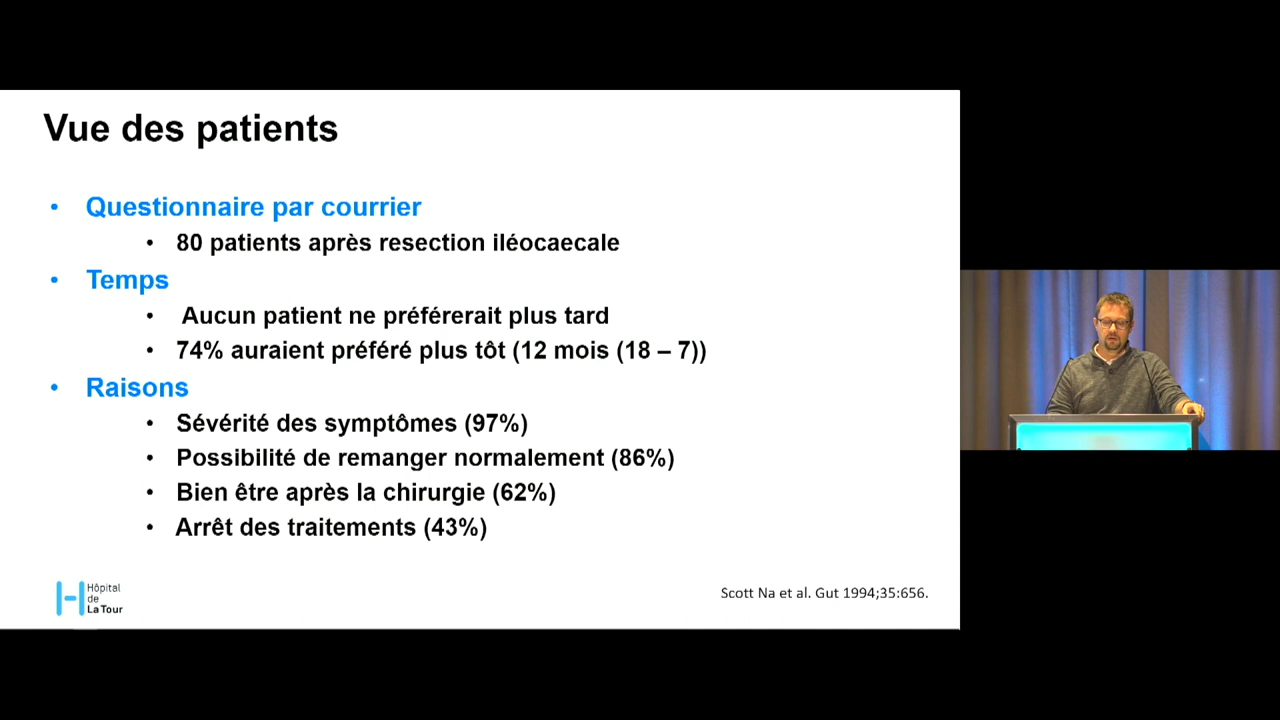 Vue des patients
• Questionnaire par courrier
• 80 patients après resection iléocaecale
• Temps
• Aucun patient ne préférerait plus tard
• 74% auraient préféré plus tôt (12 mois (18 – 7))
• Raisons
• Sévérité des symptômes (97%)
• Possibilité de remanger normalement (86%)
• Bien être après la chirurgie (62%)
• Arrêt des traitements (43%)
Hôpital
de
La Tour
Scott Na et al. Gut 1994;35:656.